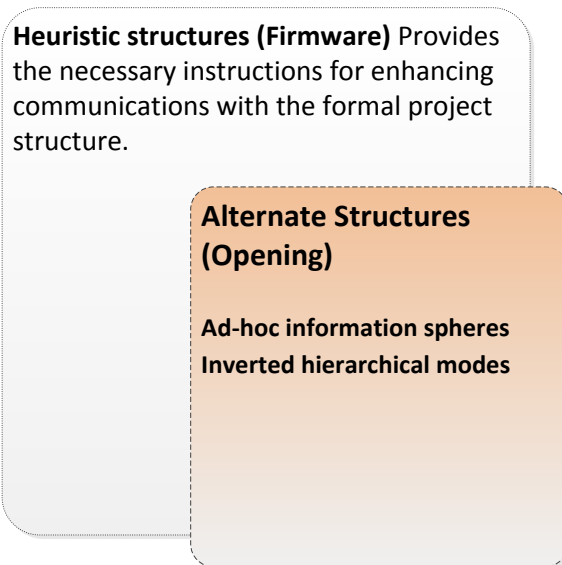 Heuristic structures (Firmware) Provides
the necessary instructions for enhancing
communications with the formal project
structure.
Alternate Structures
(Opening)
Ad-hoc information spheres
Inverted hierarchical modes